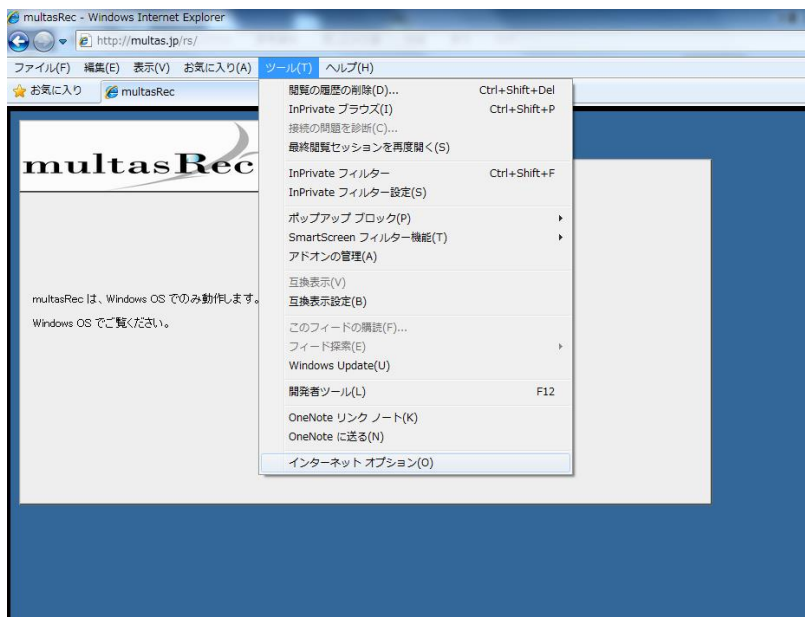 multasRec - Windows Internet Explorer
http://multas.jp/rs/
ファイル(F) 編集(E) 表示(V) お気に入り(A) ツール(T) ヘルプ(H)
お気に入り multasRec
閲覧の履歴の削除(D)... Ctrl+Shift+Del
InPrivate ブラウズ(I) Ctrl+Shift+P
接続の問題を診断(C)...
最終閲覧セッションを再度開く(S)
InPrivate フィルター Ctrl+Shift+F
InPrivate フィルター設定(S)
ポップアップ ブロック(P)
SmartScreen フィルター機能(T)
アドオンの管理(A)
互換表示(V)
互換表示設定(B)
このフィードの購読(F)...
フィード探索(E)
Windows Update(U)
開発者ツール(L) F12
OneNote リンク ノート(K)
OneNote に送る(N)
インターネット オプション(O)
multasRec
multasRec は、Windows OS でのみ動作します。
Windows OS でご覧ください。